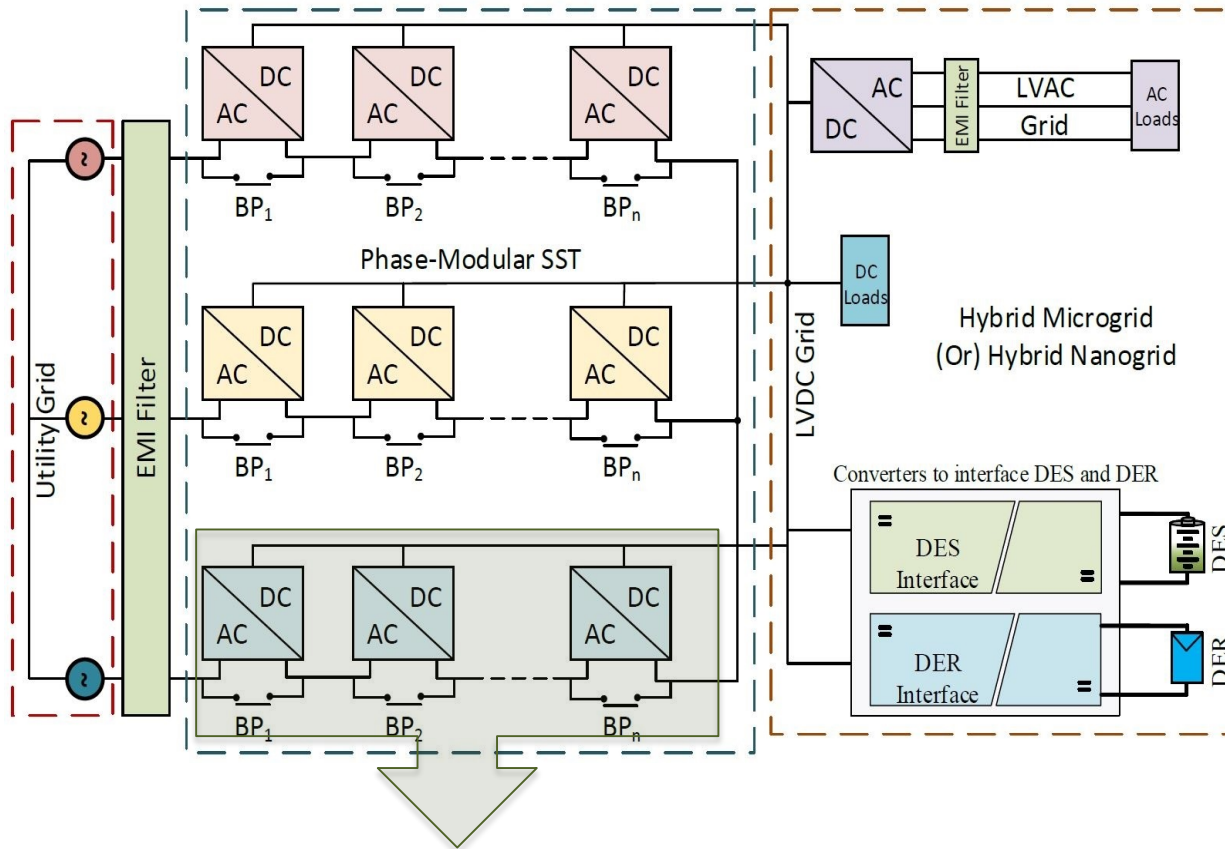 DC
AC
DC
AC
DC
AC
BP1
BP2
BPn
Phase-Modular SST
DC
AC
DC
AC
DC
AC
BP1
BP2
BPn
DC
AC
DC
AC
DC
AC
BP1
BP2
BPn
Utility Grid
~
~
~
EMI Filter
AC
DC
EMI Filter
LVAC
Grid
AC
Loads
DC
Loads
LVDC Grid
Hybrid Microgrid
(Or) Hybrid Nanogrid
Converters to interface DES and DER
=
DES
Interface
=
DES
=
DER
Interface
=
DER